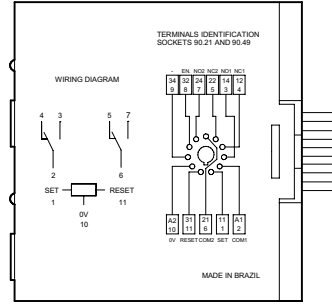 TERMINALS IDENTIFICATION
SOCKETS 90.21 AND 90.49
WIRING DIAGRAM
- EN. NO2 NC2 NO1 NC1
34 32 24 22 14 12
9 8 7 5 3 4
4 3 5 7
2 6
SET RESET
1 11
0V
10
A2 31 21 11 A1
10 11 6 1 2
0V RESET COM2 SET COM1
MADE IN BRAZIL